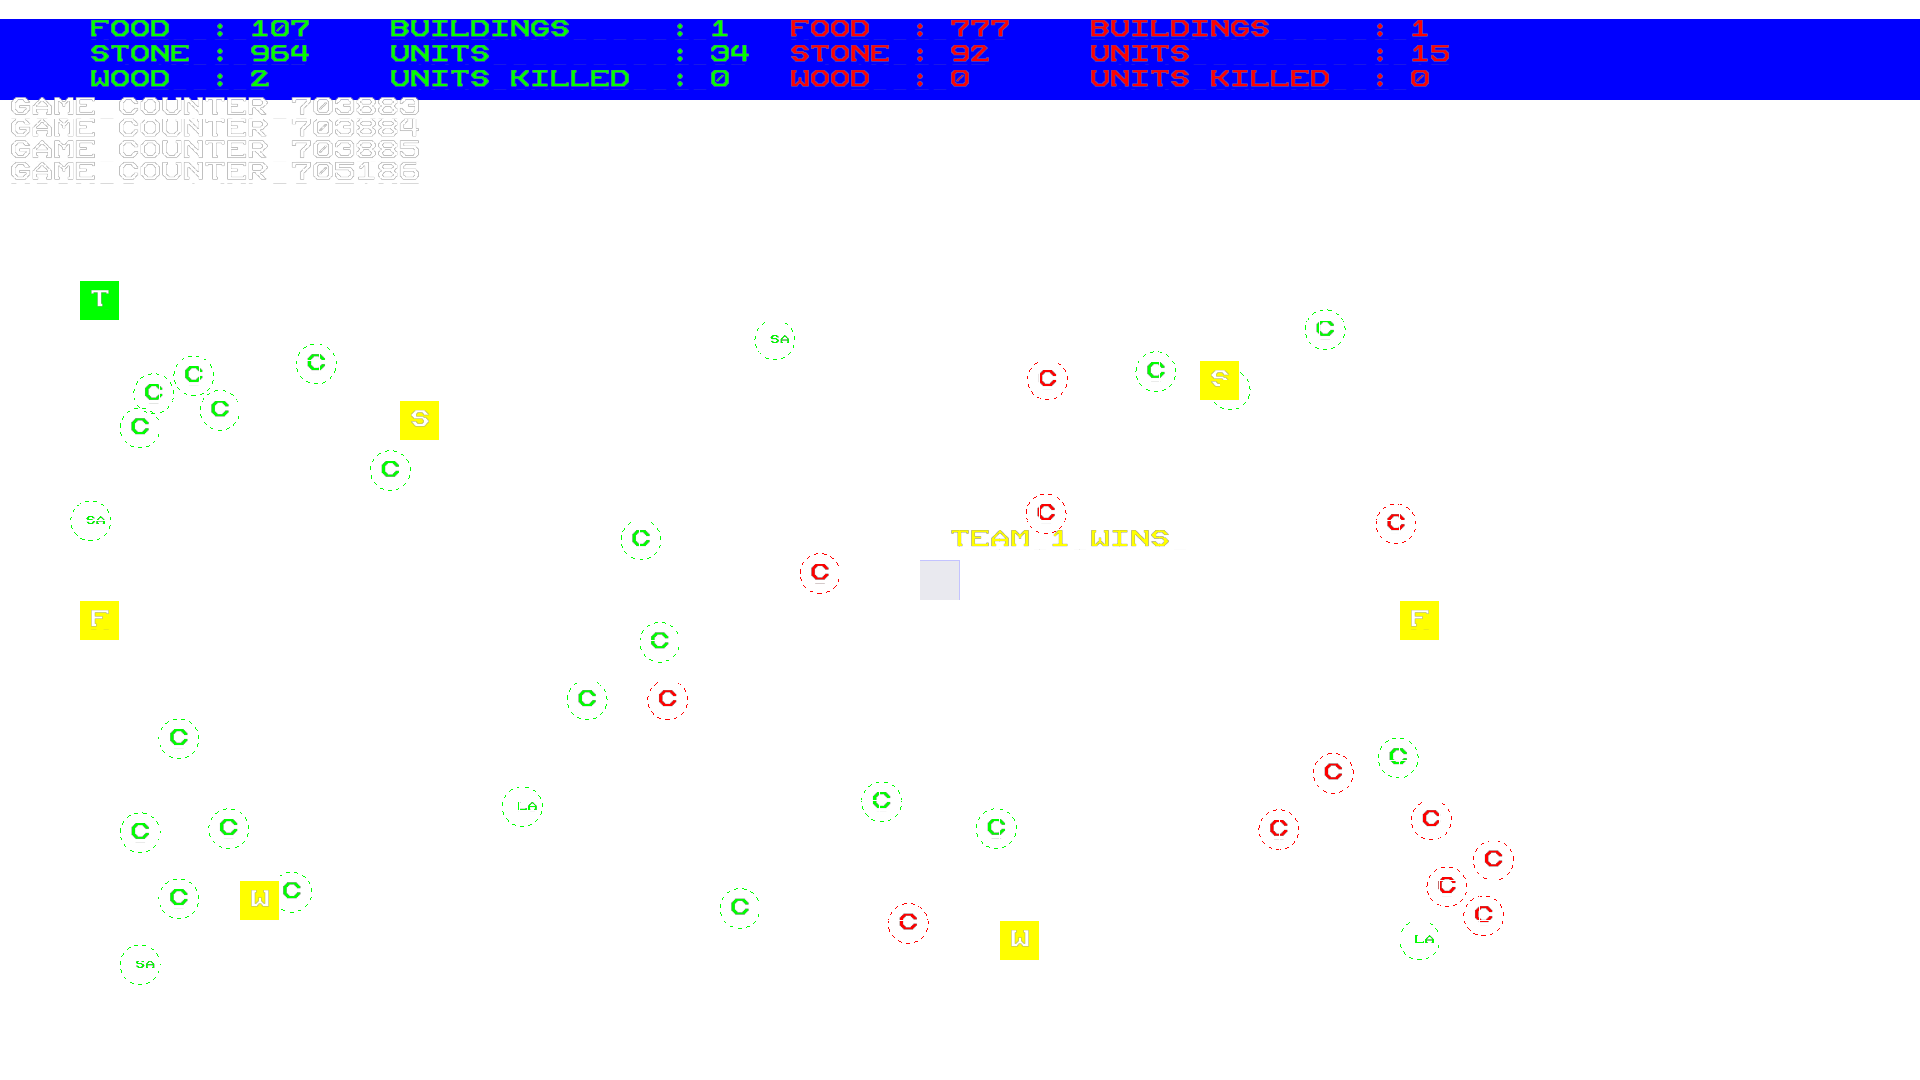 FOOD : 107 BUILDINGS : 1 FOOD : 777 BUILDINGS : 1
STONE : 964 UNITS : 34 STONE : 92 UNITS : 15
WOOD : 2 UNITS KILLED : 0 WOOD : 0 UNITS KILLED : 0
GAME COUNTER 703883
GAME COUNTER 703884
GAME COUNTER 703885
GAME COUNTER 705186
T
C SA
C C C C S
C C
C S
C
SA C C
C TEAM 1 WINS
C
F F
C
C C
C C
C
C C LA C C C C
C
C C W C C
C C W LA
SA